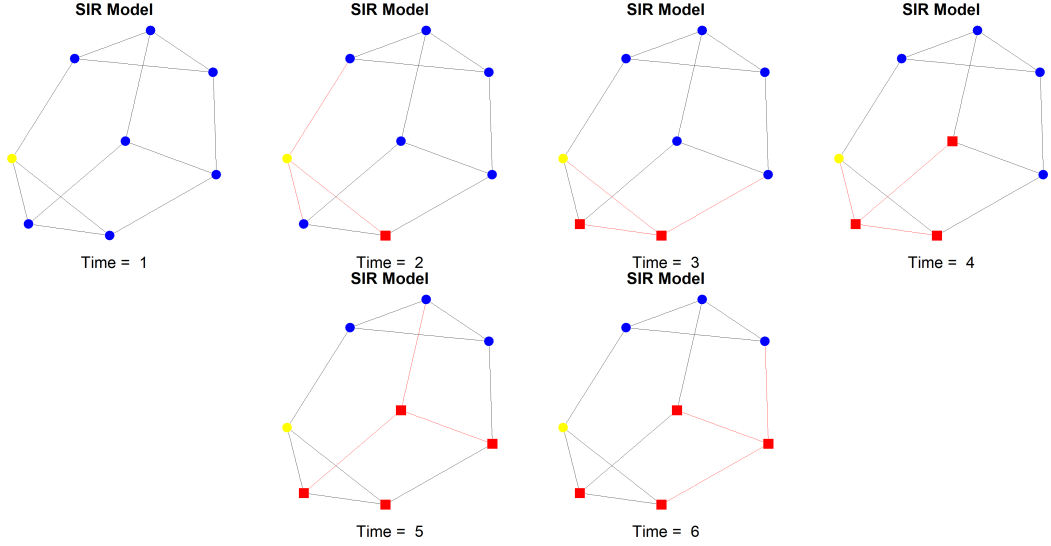 SIR Model
SIR Model
SIR Model
SIR Model
Time =  1
Time =  2
Time =  3
Time =  4
SIR Model
SIR Model
Time =  5
Time =  6